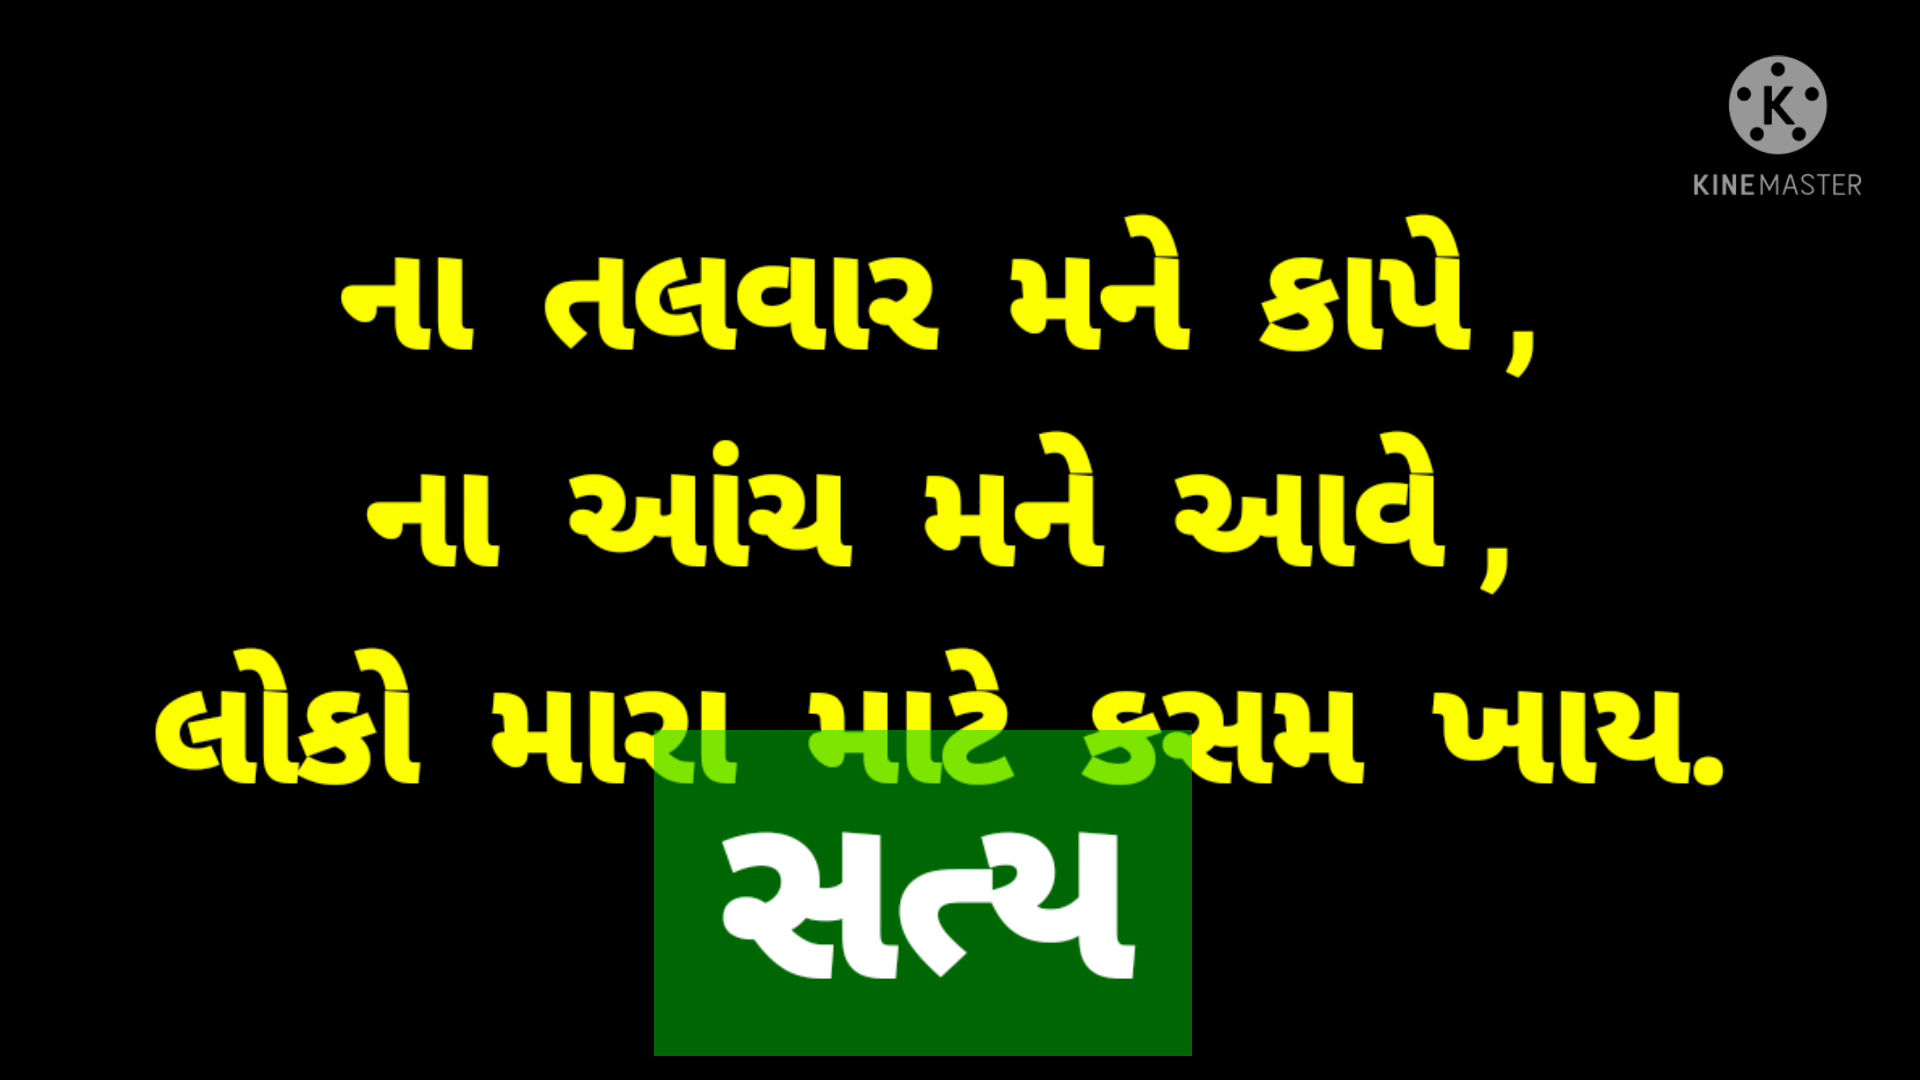 KINEMASTER
ના તલવાર મને કાપે,
ના આંચ મને આવે,
લોકો મારા માટે કસમ ખાય.
સત્ય